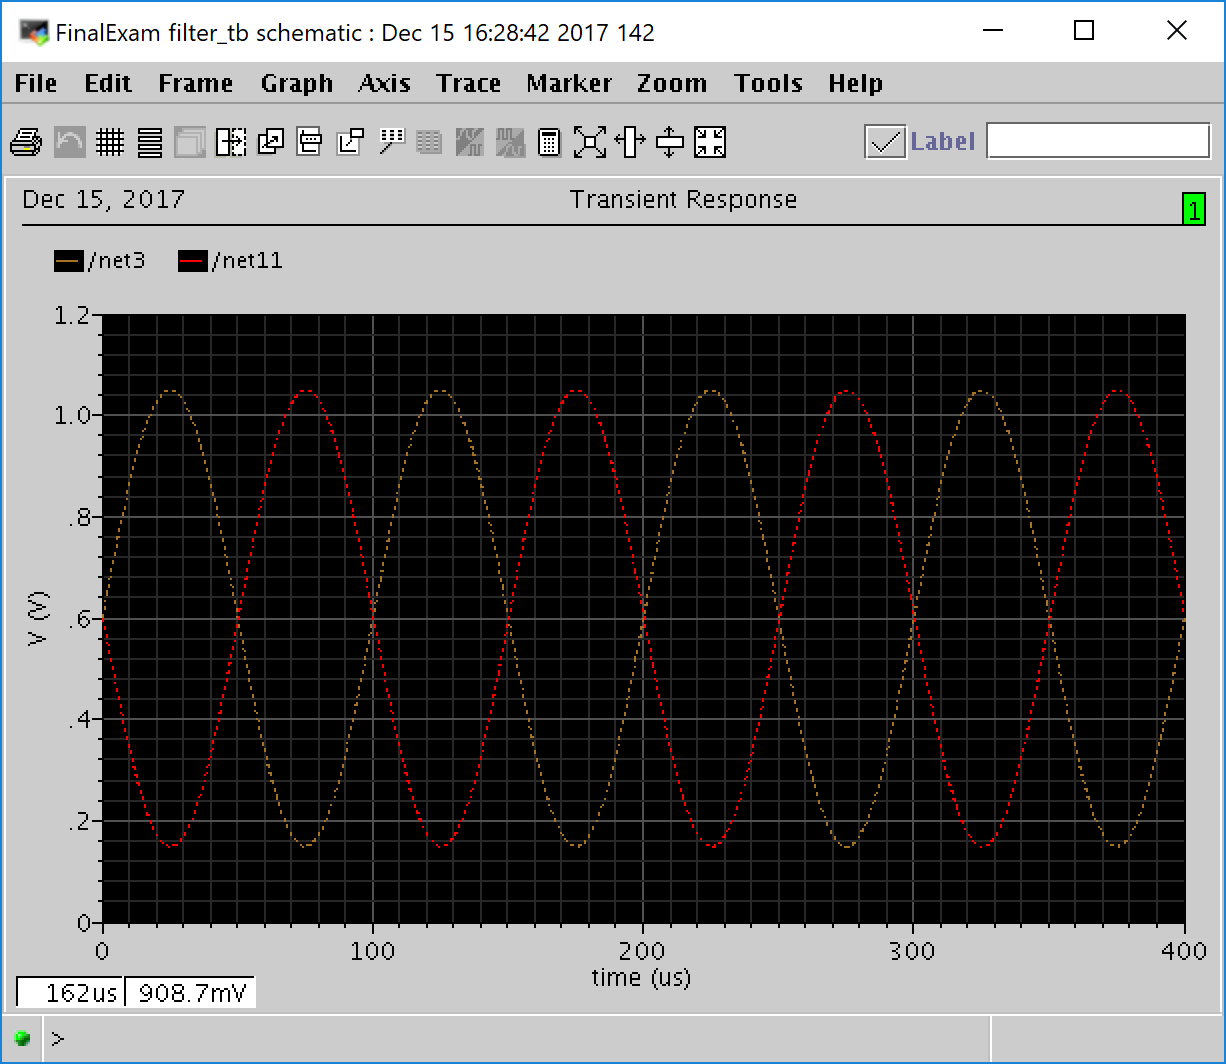 FinalExam filter_tb schematic : Dec 15 16:28:42 2017 142
File Edit Frame Graph Axis Trace Marker Zoom Tools Help
Label
Dec 15, 2017 Transient Response 1
/net3 /net11
1.2
1.0
.8
.6
.4
.2
0
V (V)
0 100 200 300 400
time (us)
162us 908.7mV
>